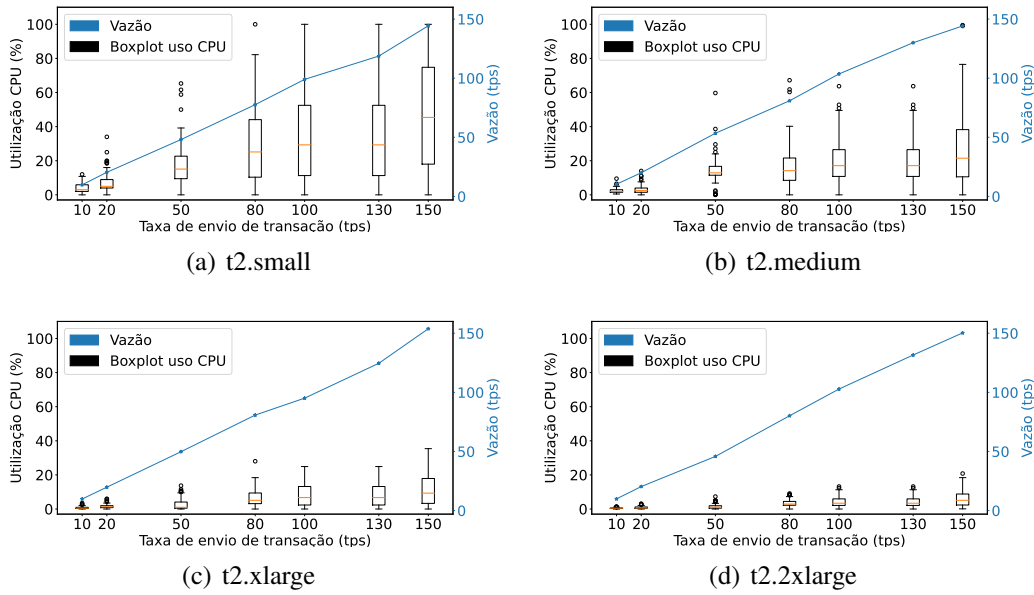 Vazão
Boxplot uso CPU
Utilização CPU (%)
100
80
60
40
20
0
150
100
50
0
Vazão (tps)
10 20 50 80 100 130 150
Taxa de envio de transação (tps)
(a) t2.small
Vazão
Boxplot uso CPU
Utilização CPU (%)
100
80
60
40
20
0
150
100
50
0
Vazão (tps)
10 20 50 80 100 130 150
Taxa de envio de transação (tps)
(b) t2.medium
Vazão
Boxplot uso CPU
Utilização CPU (%)
100
80
60
40
20
0
150
100
50
0
Vazão (tps)
10 20 50 80 100 130 150
Taxa de envio de transação (tps)
(c) t2.xlarge
Vazão
Boxplot uso CPU
Utilização CPU (%)
100
80
60
40
20
0
150
100
50
0
Vazão (tps)
10 20 50 80 100 130 150
Taxa de envio de transação (tps)
(d) t2.2xlarge